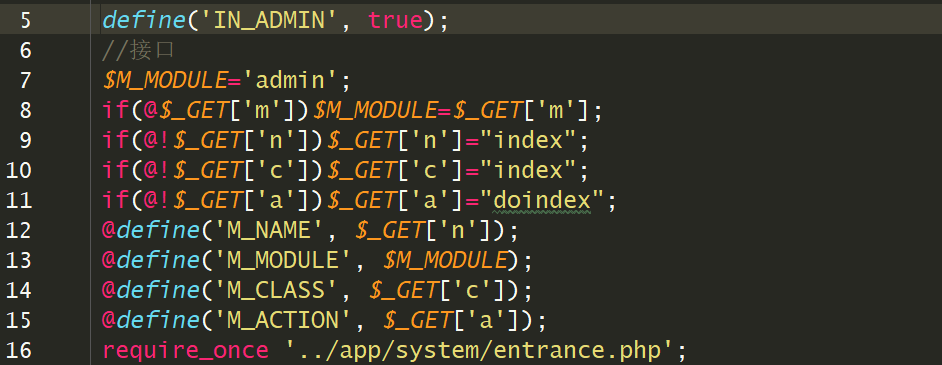 5 define('IN_ADMIN', true);
6 //接口
7 $M_MODULE='admin';
8 if(@$_GET['m'])$M_MODULE=$_GET['m'];
9 if(@!$_GET['n'])$_GET['n']="index";
10 if(@!$_GET['c'])$_GET['c']="index";
11 if(@!$_GET['a'])$_GET['a']="doindex";
12 @define('M_NAME', $_GET['n']);
13 @define('M_MODULE', $M_MODULE);
14 @define('M_CLASS', $_GET['c']);
15 @define('M_ACTION', $_GET['a']);
16 require_once '../app/system/entrance.php';